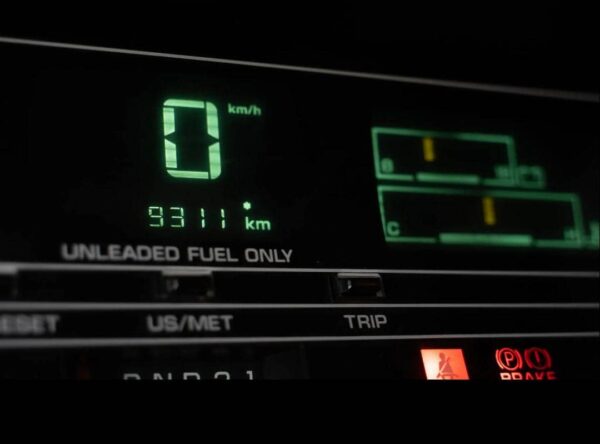 0 km/h
9311 km
UNLEADED FUEL ONLY
US/MET TRIP
C
P
BRAKE